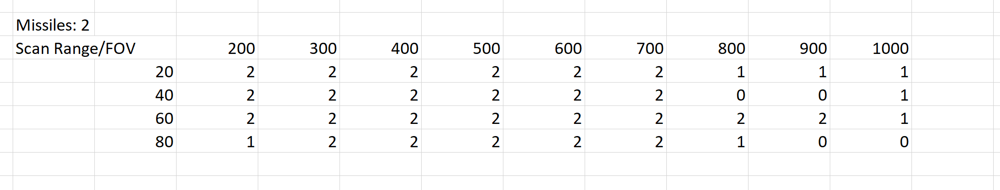 Missiles: 2
Scan Range/FOV 200 300 400 500 600 700 800 900 1000
20 2 2 2 2 2 2 1 1 1
40 2 2 2 2 2 2 0 0 1
60 2 2 2 2 2 2 2 2 1
80 1 2 2 2 2 2 1 0 0